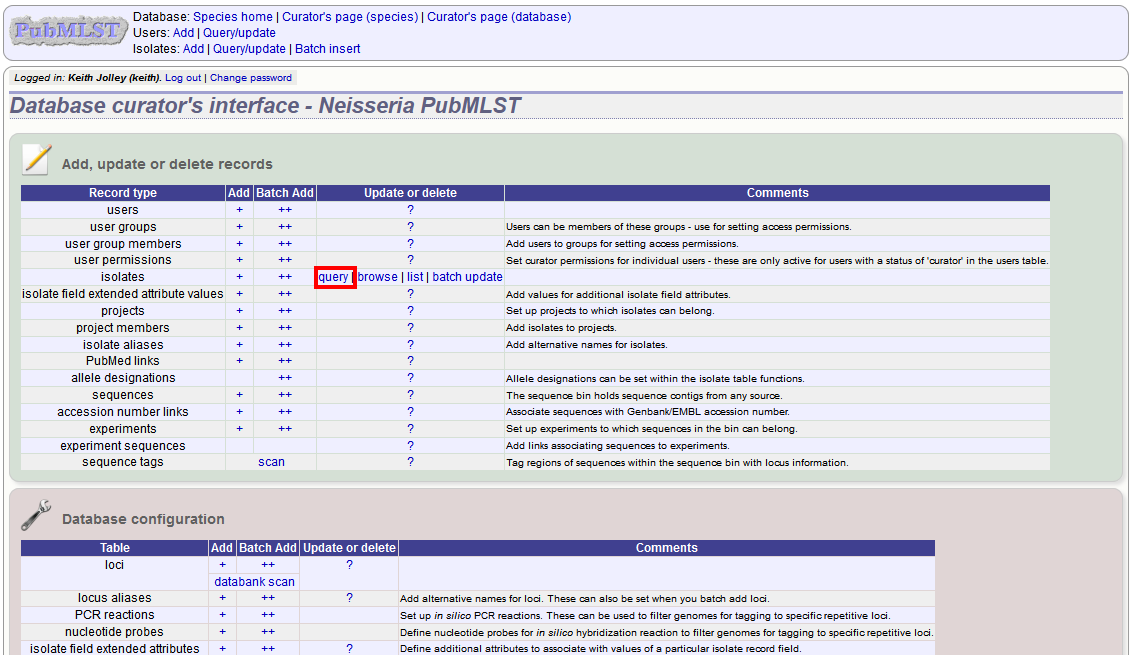 PubMLST
Database: Species home | Curator's page (species) | Curator's page (database)
Users: Add | Query/update
Isolates: Add | Query/update | Batch insert
Logged in: Keith Jolley (keith). Log out | Change password
Database curator's interface - Neisseria PubMLST
Add, update or delete records
Record type Add Batch Add Update or delete Comments
users + ++ ?
user groups + ++ ? Users can be members of these groups - use for setting access permissions.
user group members + ++ ? Add users to groups for setting access permissions.
user permissions + ++ ? Set curator permissions for individual users - these are only active for users with a status of 'curator' in the users table.
isolates + ++ query | browse | list | batch update
isolate field extended attribute values + ++ ? Add values for additional isolate field attributes.
projects + ++ ? Set up projects to which isolates can belong.
project members + ++ ? Add isolates to projects.
isolate aliases + ++ ? Add alternative names for isolates.
PubMed links + ++ ?
allele designations ++ ? Allele designations can be set within the isolate table functions.
sequences + ++ ? The sequence bin holds sequence contigs from any source.
accession number links + ++ ? Associate sequences with Genbank/EMBL accession number.
experiments + ++ ? Set up experiments to which sequences in the bin can belong.
experiment sequences ? Add links associating sequences to experiments.
sequence tags scan ? Tag regions of sequences within the sequence bin with locus information.
Database configuration
Table Add Batch Add Update or delete Comments
loci + ++ ?
databank scan
locus aliases + ++ ? Add alternative names for loci. These can also be set when you batch add loci.
PCR reactions + ++ Set up in silico PCR reactions. These can be used to filter genomes for tagging to specific repetitive loci.
nucleotide probes + ++ Define nucleotide probes for in silico hybridization reaction to filter genomes for tagging to specific repetitive loci.
isolate field extended attributes + ++ ? Define additional attributes to associate with values of a particular isolate record field.